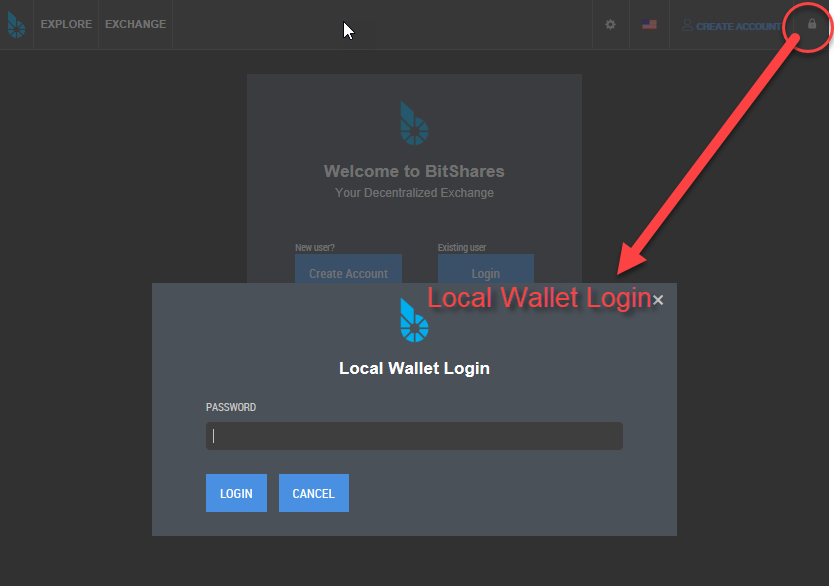 EXPLORE
EXCHANGE
CREATE ACCOUNT
Welcome to BitShares
Your Decentralized Exchange
New user?
Existing user
Create Account
Login
Local Wallet Login
Local Wallet Login
PASSWORD
LOGIN
CANCEL